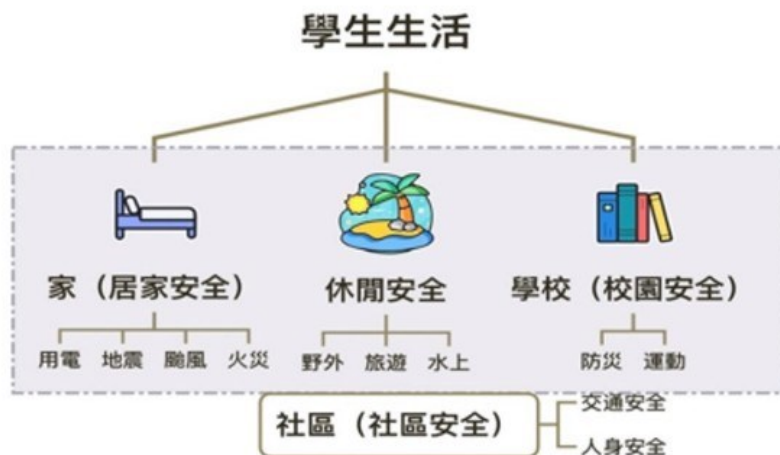 學生生活
家（居家安全）
休閒安全
學校（校園安全）
用電 地震 颱風 火災
野外 旅遊 水上
防災 運動
社區（社區安全）
交通安全
人身安全